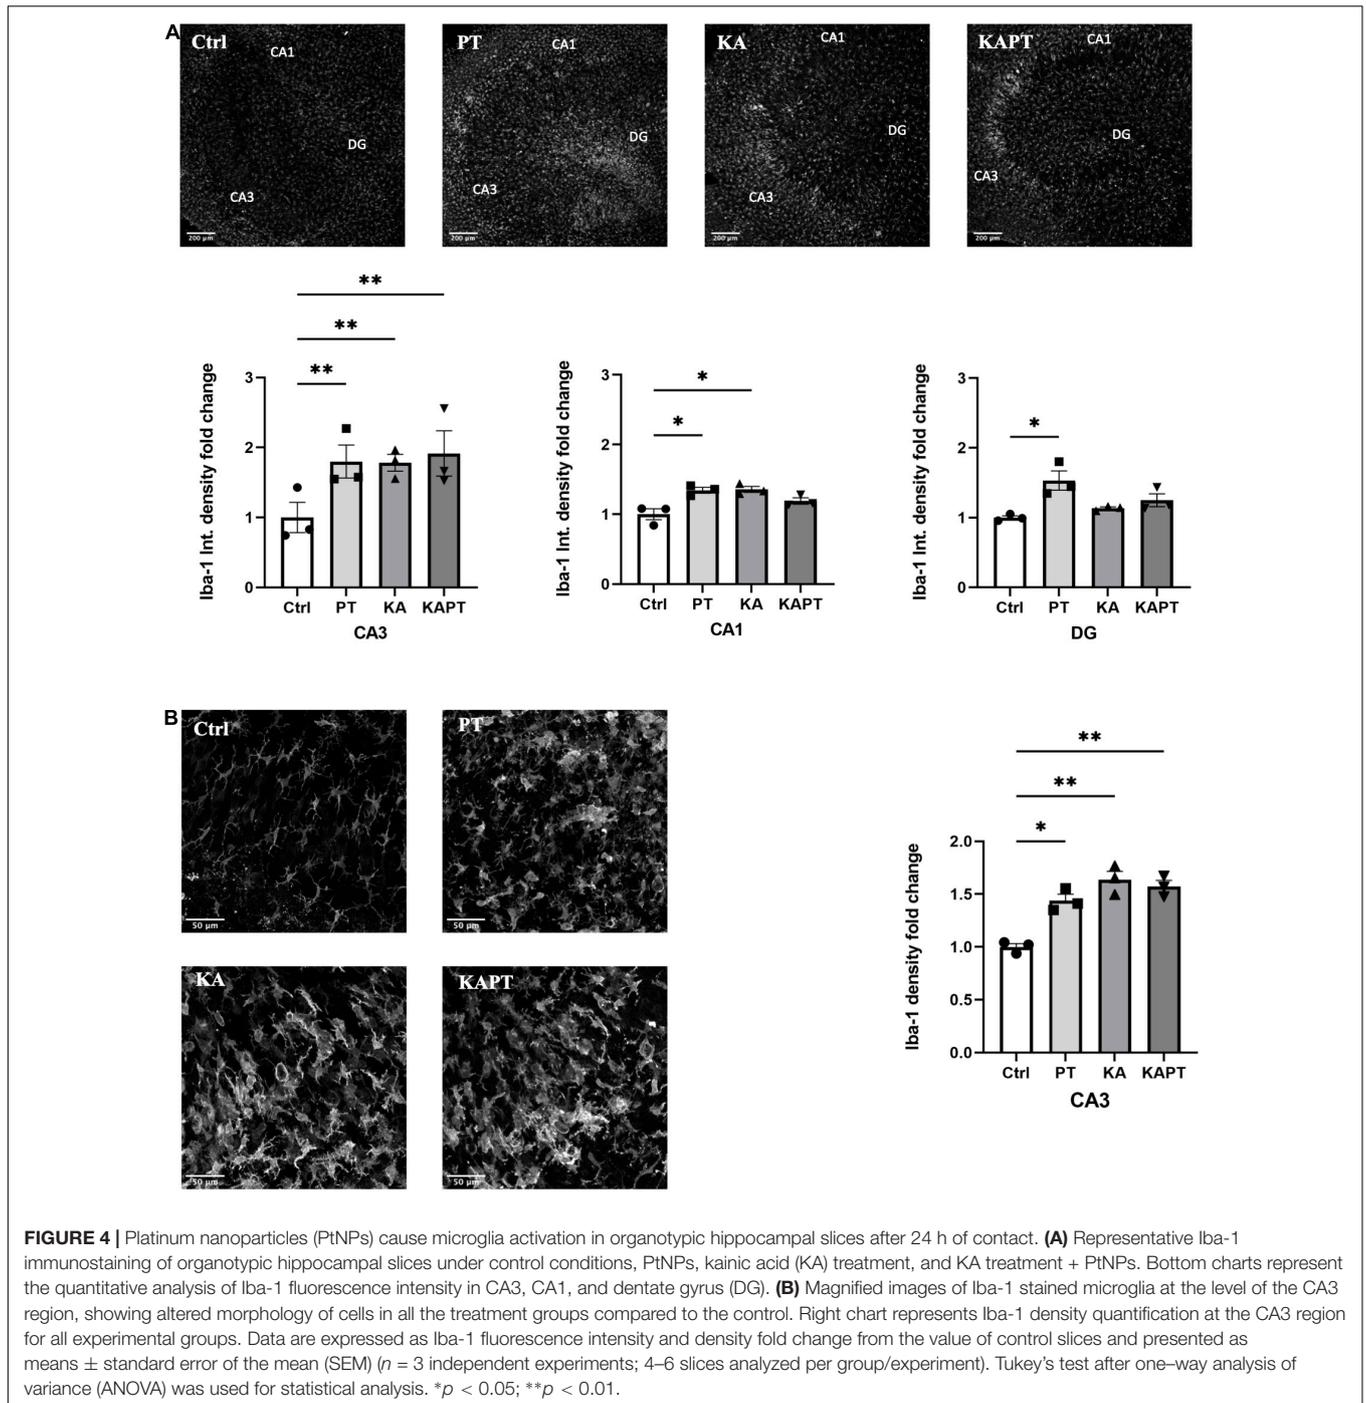 A
Ctrl
CA1
DG
CA3
200 μm
PT
CA1
DG
CA3
200 μm
KA
CA1
DG
CA3
200 μm
KAPT
CA1
DG
CA3
200 μm
Iba-1 Int. density fold change
**
**
**
3
2
1
0
Ctrl PT KA KAPT
CA3
Iba-1 Int. density fold change
*
*
3
2
1
0
Ctrl PT KA KAPT
CA1
Iba-1 Int. density fold change
*
3
2
1
0
Ctrl PT KA KAPT
DG
B
Ctrl
50 μm
PT
50 μm
KA
50 μm
KAPT
50 μm
Iba-1 density fold change
**
**
*
2.0
1.5
1.0
0.5
0.0
Ctrl PT KA KAPT
CA3
FIGURE 4 | Platinum nanoparticles (PtNPs) cause microglia activation in organotypic hippocampal slices after 24 h of contact. (A) Representative Iba-1
immunostaining of organotypic hippocampal slices under control conditions, PtNPs, kainic acid (KA) treatment, and KA treatment + PtNPs. Bottom charts represent
the quantitative analysis of Iba-1 fluorescence intensity in CA3, CA1, and dentate gyrus (DG). (B) Magnified images of Iba-1 stained microglia at the level of the CA3
region, showing altered morphology of cells in all the treatment groups compared to the control. Right chart represents Iba-1 density quantification at the CA3 region
for all experimental groups. Data are expressed as Iba-1 fluorescence intensity and density fold change from the value of control slices and presented as
means ± standard error of the mean (SEM) (n = 3 independent experiments; 4–6 slices analyzed per group/experiment). Tukey's test after one–way analysis of
variance (ANOVA) was used for statistical analysis. *p < 0.05; **p < 0.01.